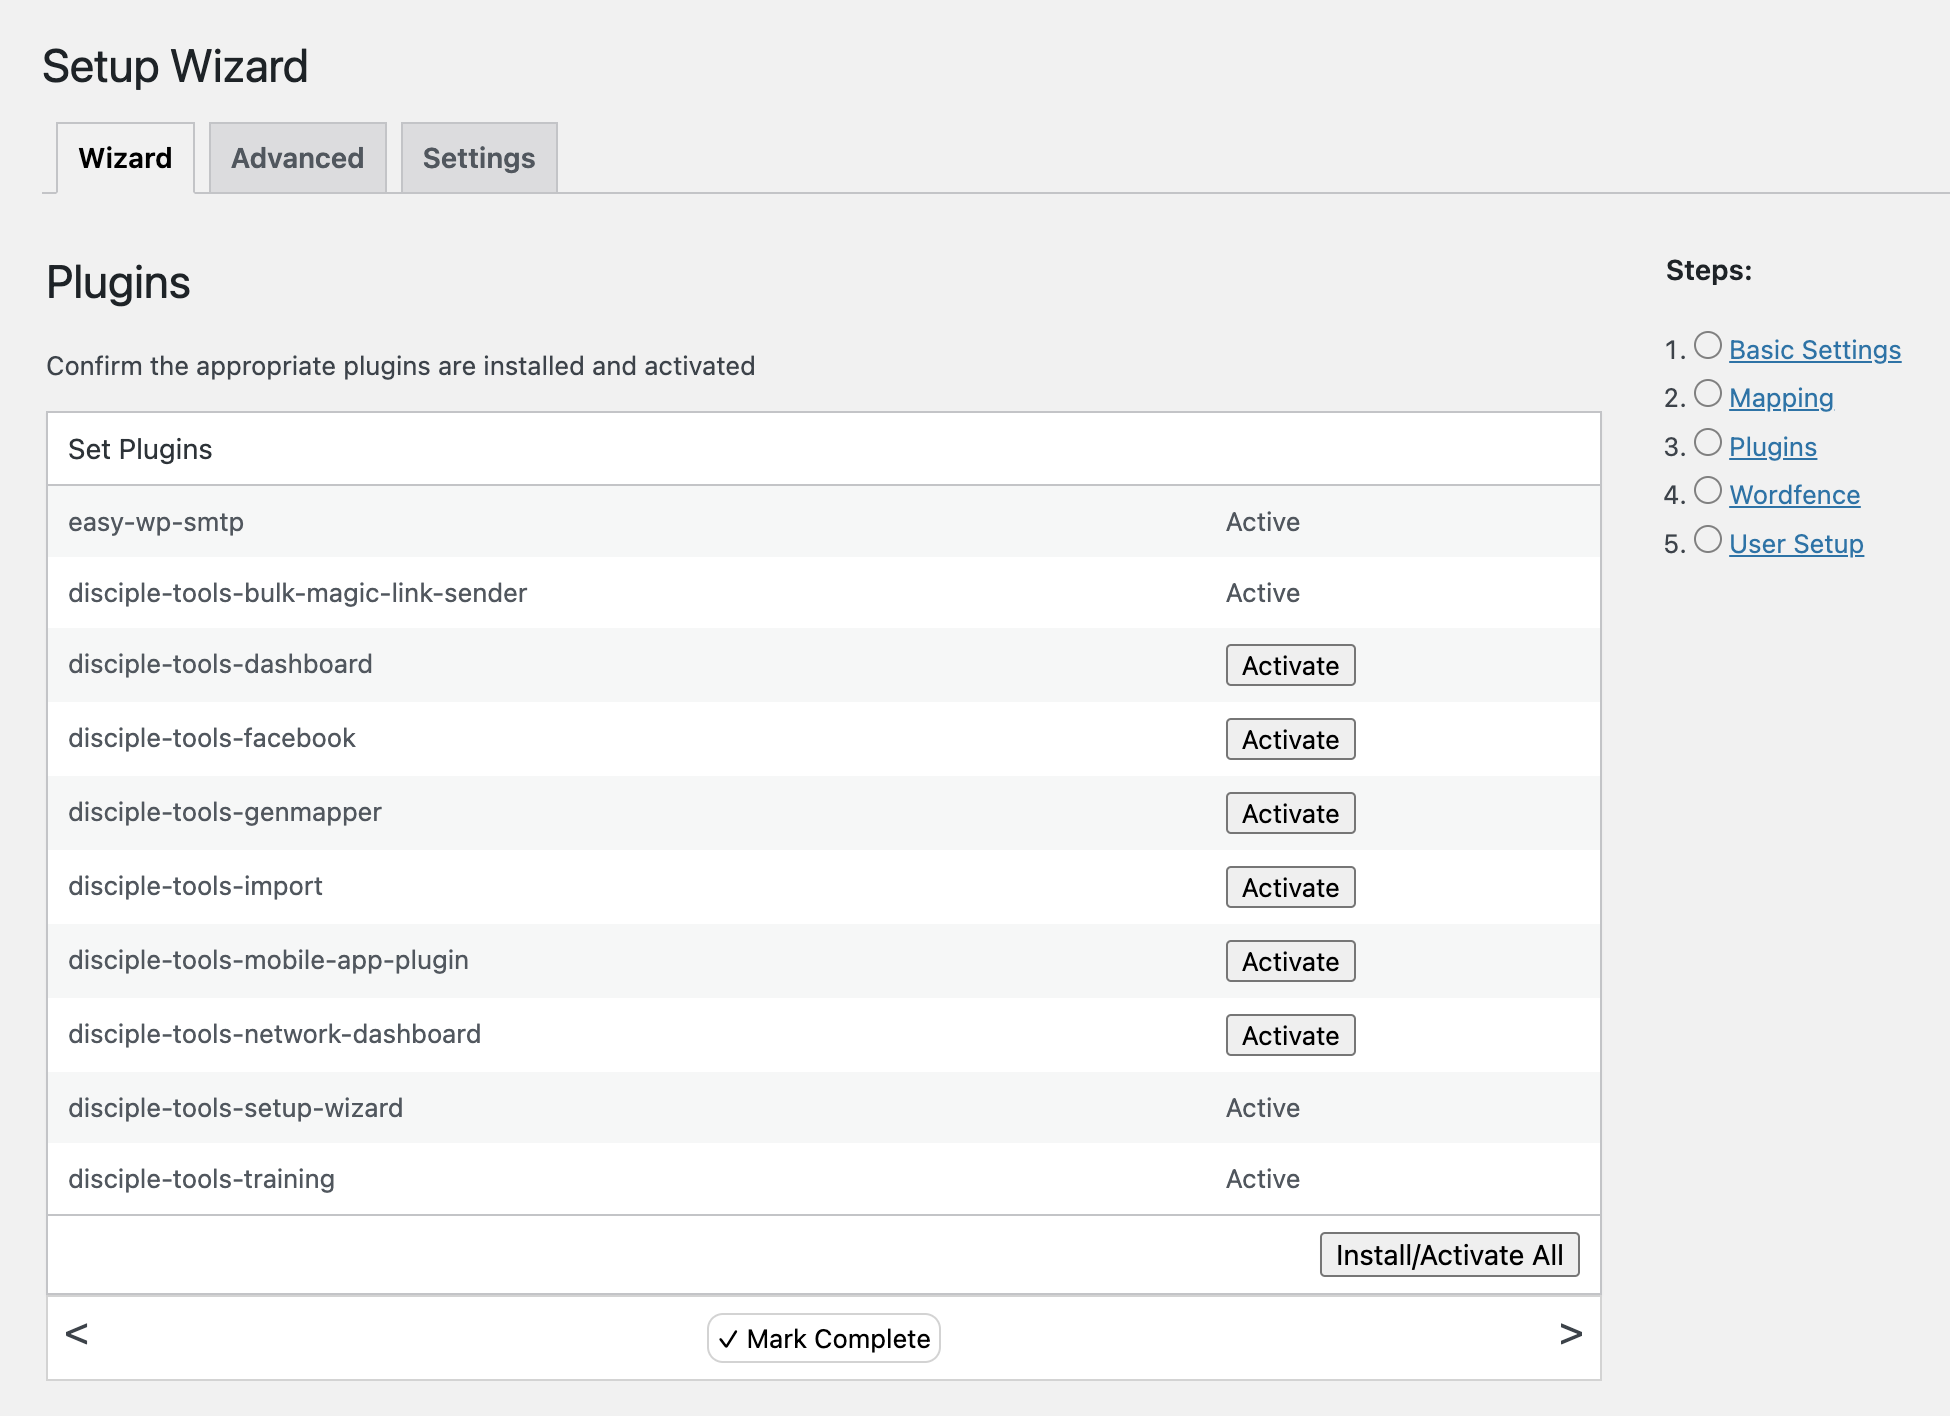 Setup Wizard
Wizard
Advanced
Settings
Plugins
Confirm the appropriate plugins are installed and activated
Set Plugins
easy-wp-smtp Active
disciple-tools-bulk-magic-link-sender Active
disciple-tools-dashboard Activate
disciple-tools-facebook Activate
disciple-tools-genmapper Activate
disciple-tools-import Activate
disciple-tools-mobile-app-plugin Activate
disciple-tools-network-dashboard Activate
disciple-tools-setup-wizard Active
disciple-tools-training Active
Install/Activate All
< ✓ Mark Complete >
Steps:
1. Basic Settings
2. Mapping
3. Plugins
4. Wordfence
5. User Setup